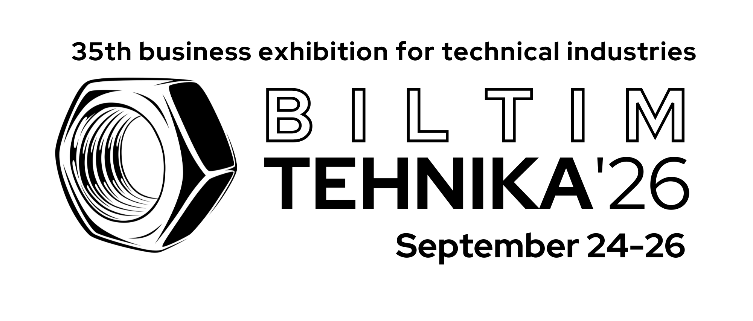 35th business exhibition for technical industries
BILTIM
TEHNIKA'26
September 24-26